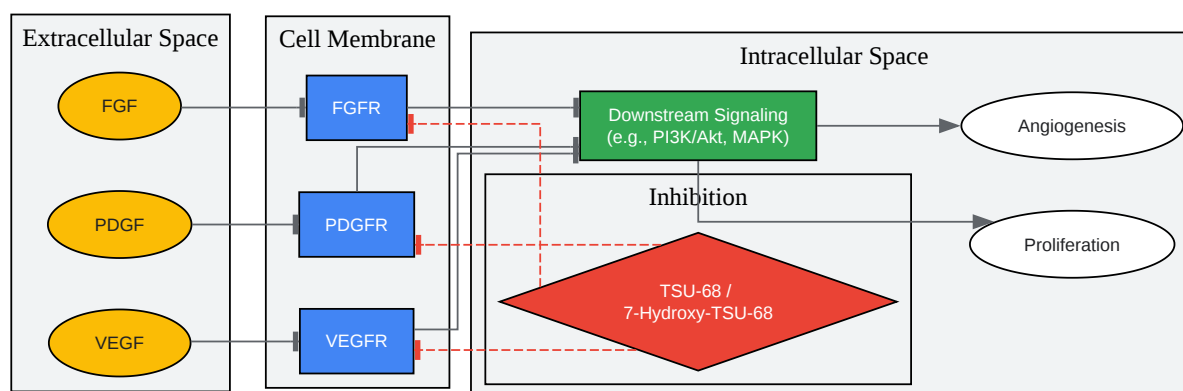 Extracellular Space
FGF
PDGF
VEGF
Cell Membrane
FGFR
PDGFR
VEGFR
Intracellular Space
Downstream Signaling
(e.g., PI3K/Akt, MAPK)
Inhibition
TSU-68 /
7-Hydroxy-TSU-68
Angiogenesis
Proliferation